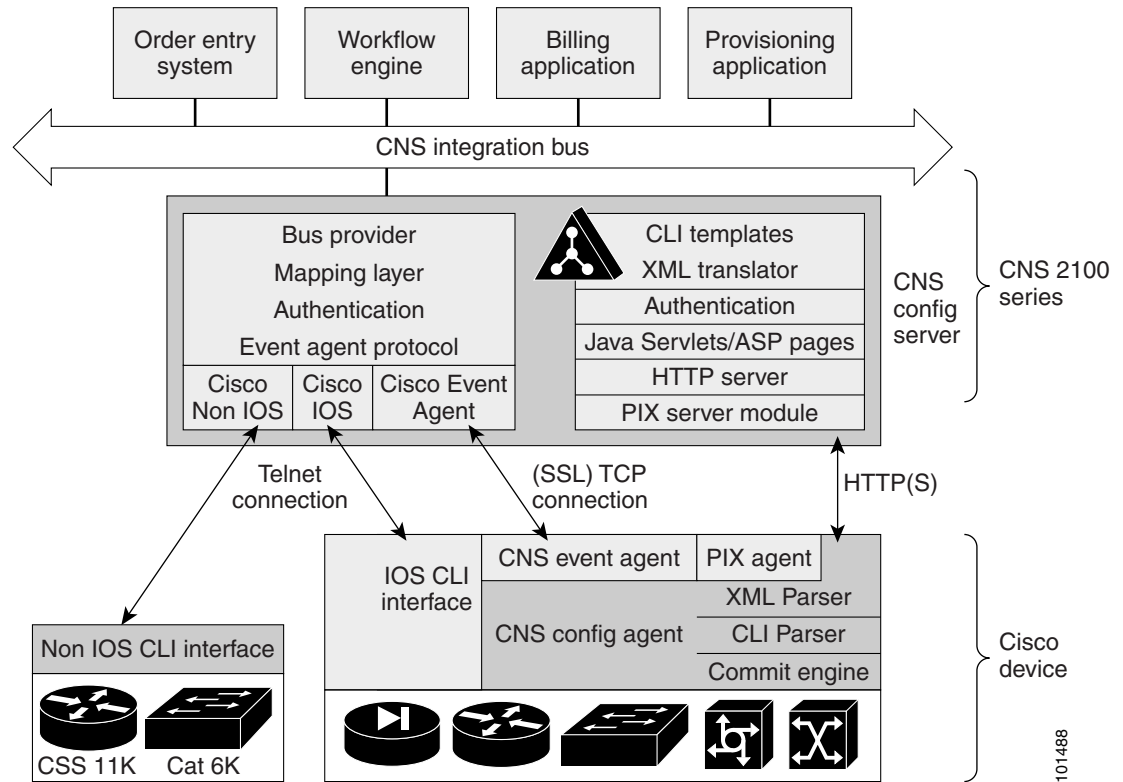 Order entry
system
Workflow
engine
Billing
application
Provisioning
application
CNS integration bus
Bus provider
Mapping layer
Authentication
Event agent protocol
Cisco
Non IOS
Cisco
IOS
Cisco Event
Agent
CLI templates
XML translator
Authentication
Java Servlets/ASP pages
HTTP server
PIX server module
CNS
config
server
CNS 2100
series
Telnet
connection
(SSL) TCP
connection
HTTP(S)
IOS CLI
interface
CNS event agent
PIX agent
CNS config agent
XML Parser
CLI Parser
Commit engine
Non IOS CLI interface
CSS 11K
Cat 6K
Cisco
device
101488